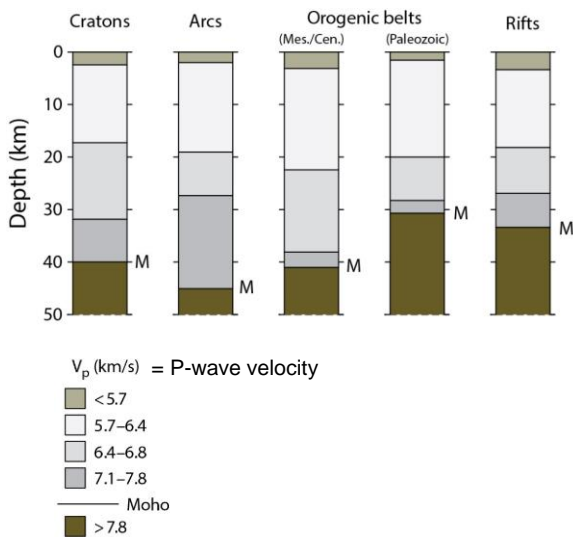 Cratons Arcs Orogenic belts Rifts
(Mes./Cen.) (Paleozoic)
Depth (km)
0
10
20
30
40
50
M
M
M
M
M
Vp (km/s) = P-wave velocity
<5.7
5.7–6.4
6.4–6.8
7.1–7.8
Moho
>7.8